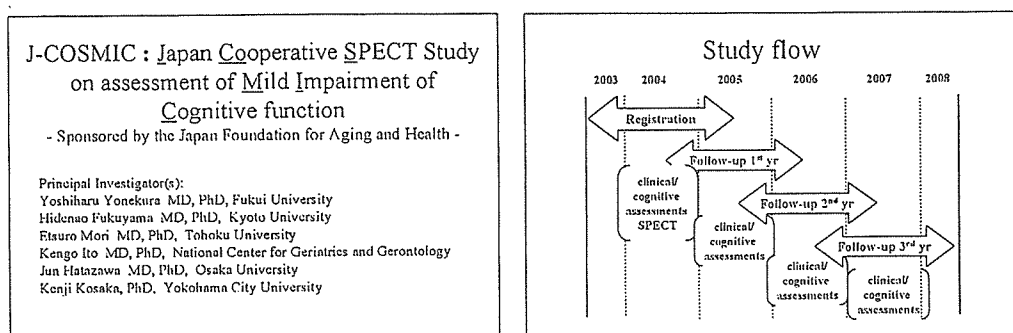 J-COSMIC : Japan Cooperative SPECT Study
on assessment of Mild Impairment of
Cognitive function
- Sponsored by the Japan Foundation for Aging and Health -
Principal Investigator(s):
Yoshiharu Yonekura MD, PhD, Fukui University
Hidenao Fukuyama MD, PhD, Kyoto University
Etsuro Mori MD, PhD, Tohoku University
Kengo Ito MD, PhD, National Center for Geriatrics and Gerontology
Jun Hatazawa MD, PhD, Osaka University
Kenji Kosaka, PhD, Yokohama City University
Study flow
2003 2004 2005 2006 2007 2008
Registration
Follow-up 1st yr
clinical/
cognitive
assessments
SPECT
Follow-up 2nd yr
clinical/
cognitive
assessments
Follow-up 3rd yr
clinical/
cognitive
assessments
clinical/
cognitive
assessments